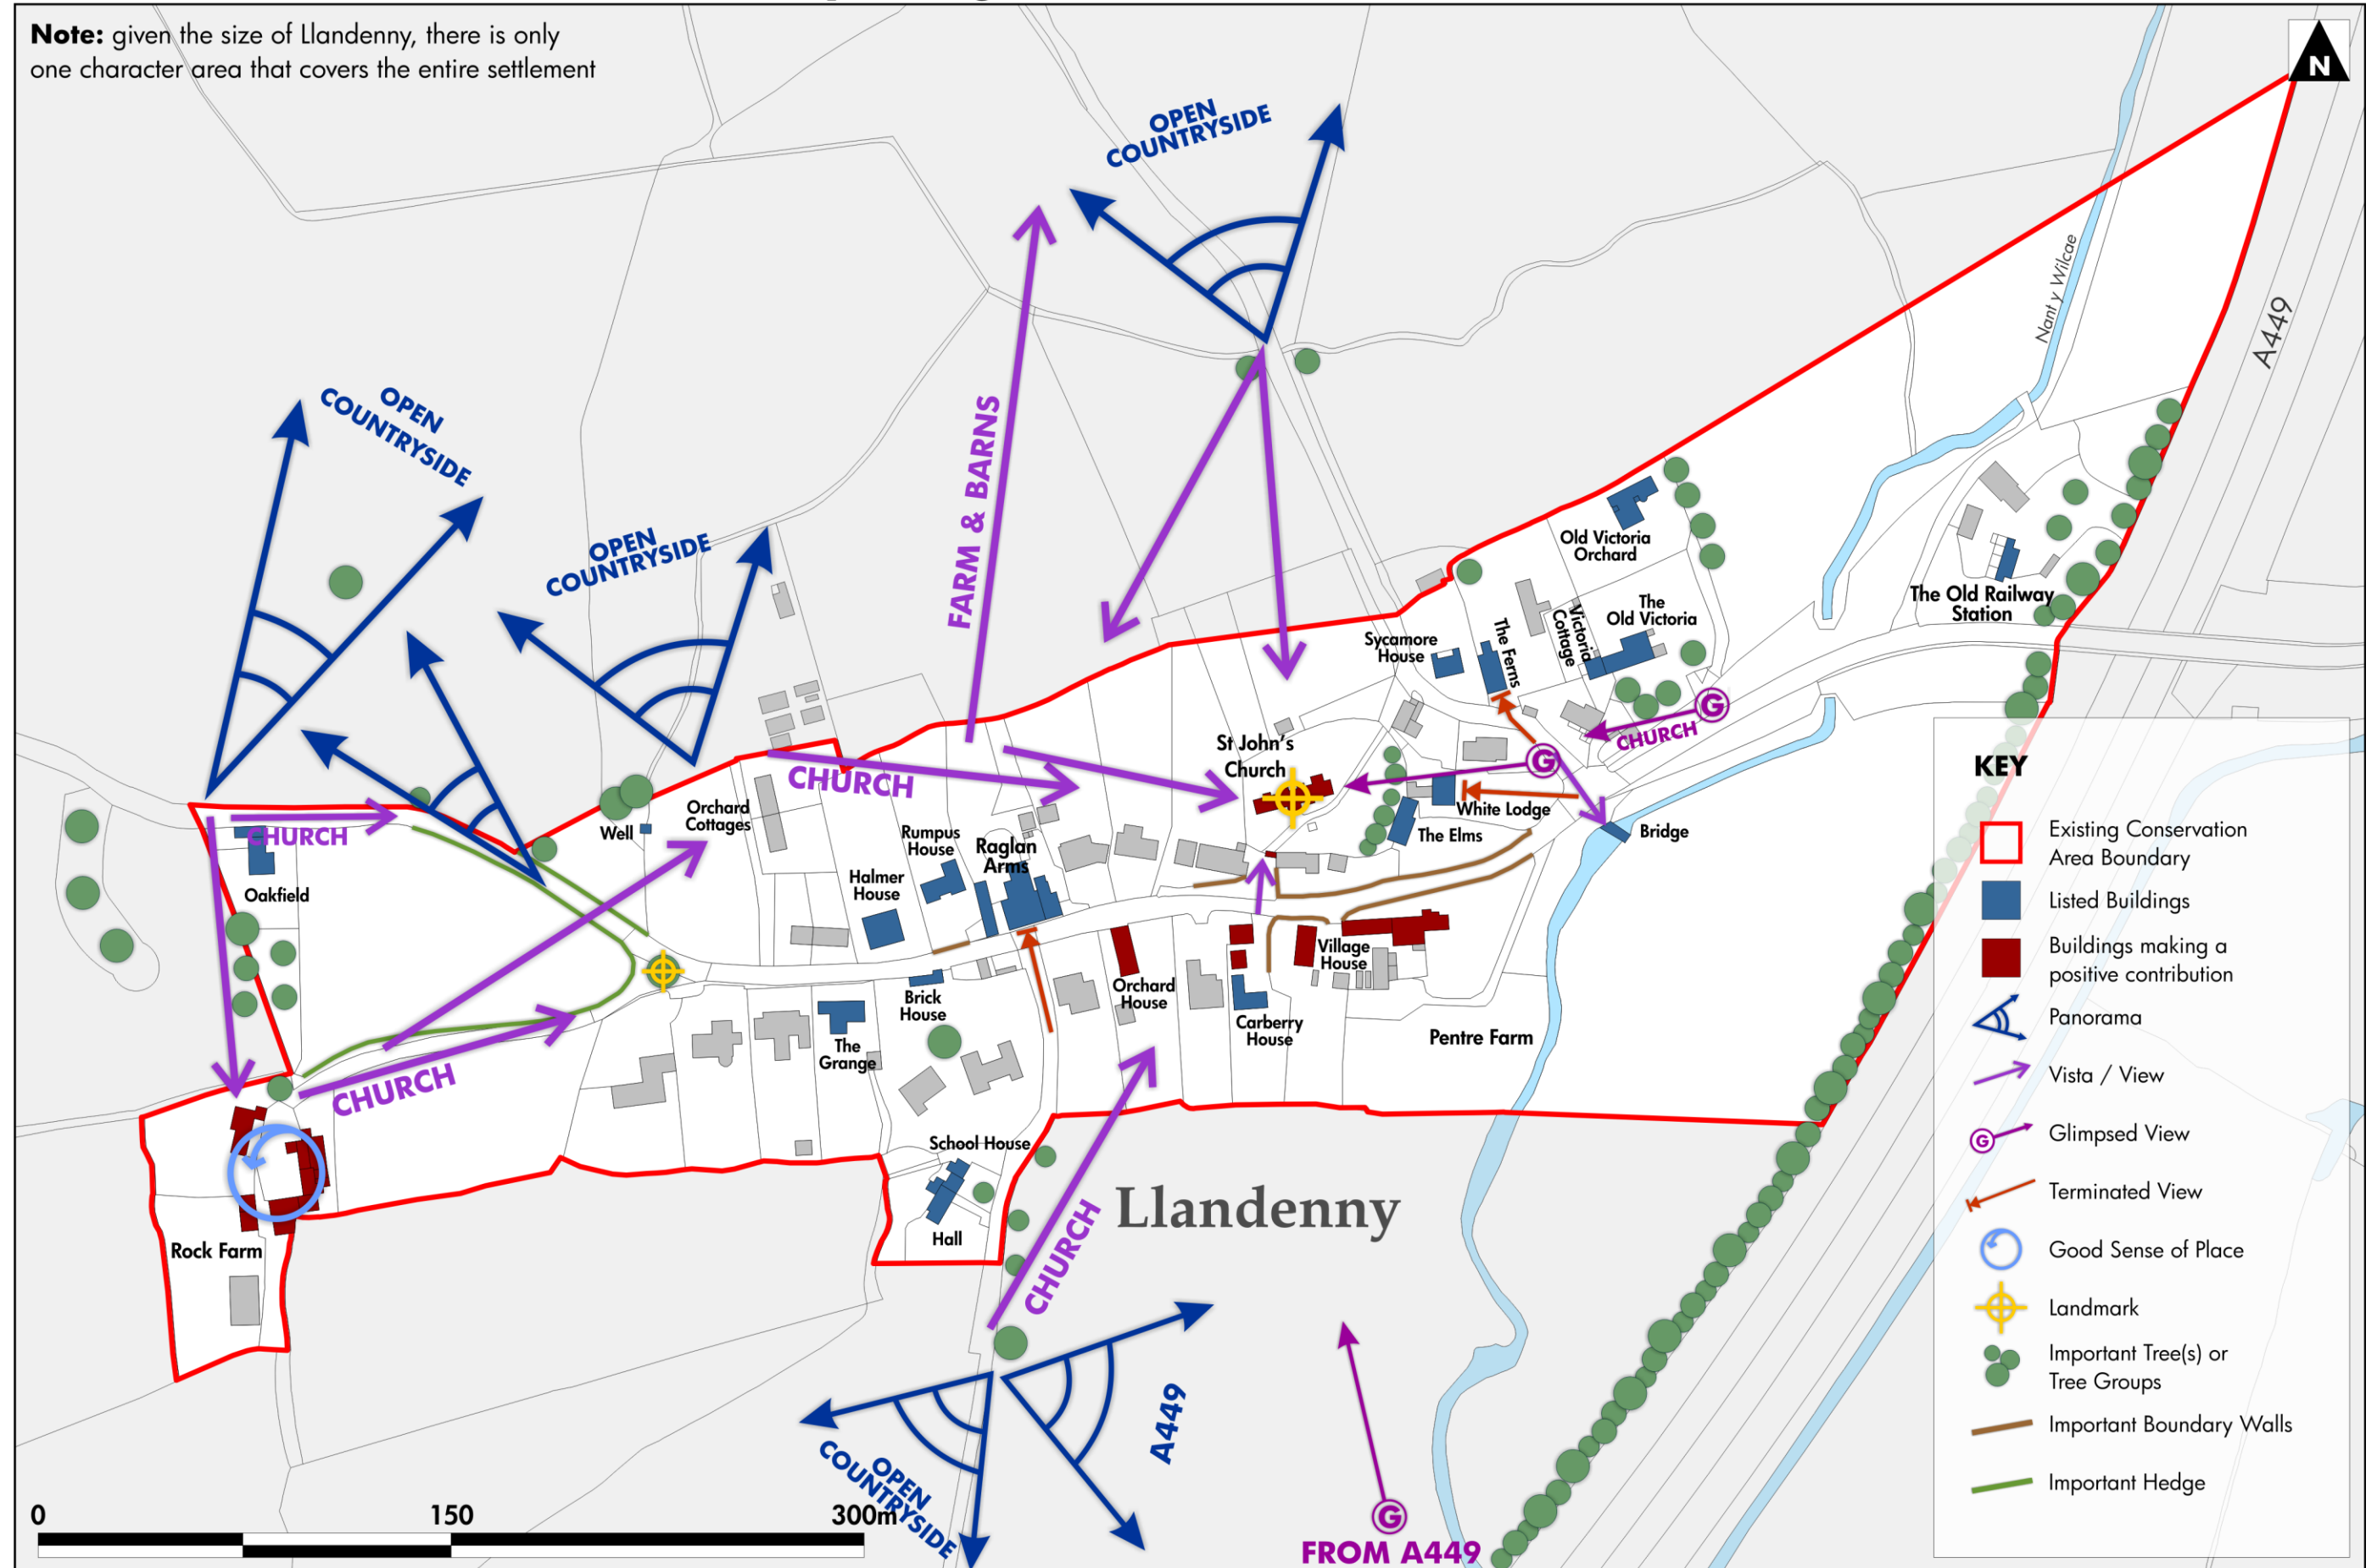 Note: given the size of Llandenny, there is only
one character area that covers the entire settlement
N
OPEN
COUNTRYSIDE
Nant y Wilcae
A449
OPEN
COUNTRYSIDE
FARM & BARNS
OPEN
COUNTRYSIDE
Old Victoria
Orchard
The
Old Victoria
Victoria
Cottage
The Ferns
Sycamore
House
The Old Railway
Station
G
CHURCH
G
St John's
Church
CHURCH
White Lodge
The Elms
Bridge
Orchard
Cottages
Well
CHURCH
Oakfield
Rumpus
House
Raglan
Arms
Halmer
House
Village
House
Orchard
House
Brick
House
Carberry
House
The
Grange
Pentre Farm
CHURCH
School House
Hall
Rock Farm
Llandenny
CHURCH
A449
OPEN
COUNTRYSIDE
G
FROM A449
0 150 300m
KEY
Existing Conservation
Area Boundary
Listed Buildings
Buildings making a
positive contribution
Panorama
Vista / View
G
Glimpsed View
Terminated View
Good Sense of Place
Landmark
Important Tree(s) or
Tree Groups
Important Boundary Walls
Important Hedge